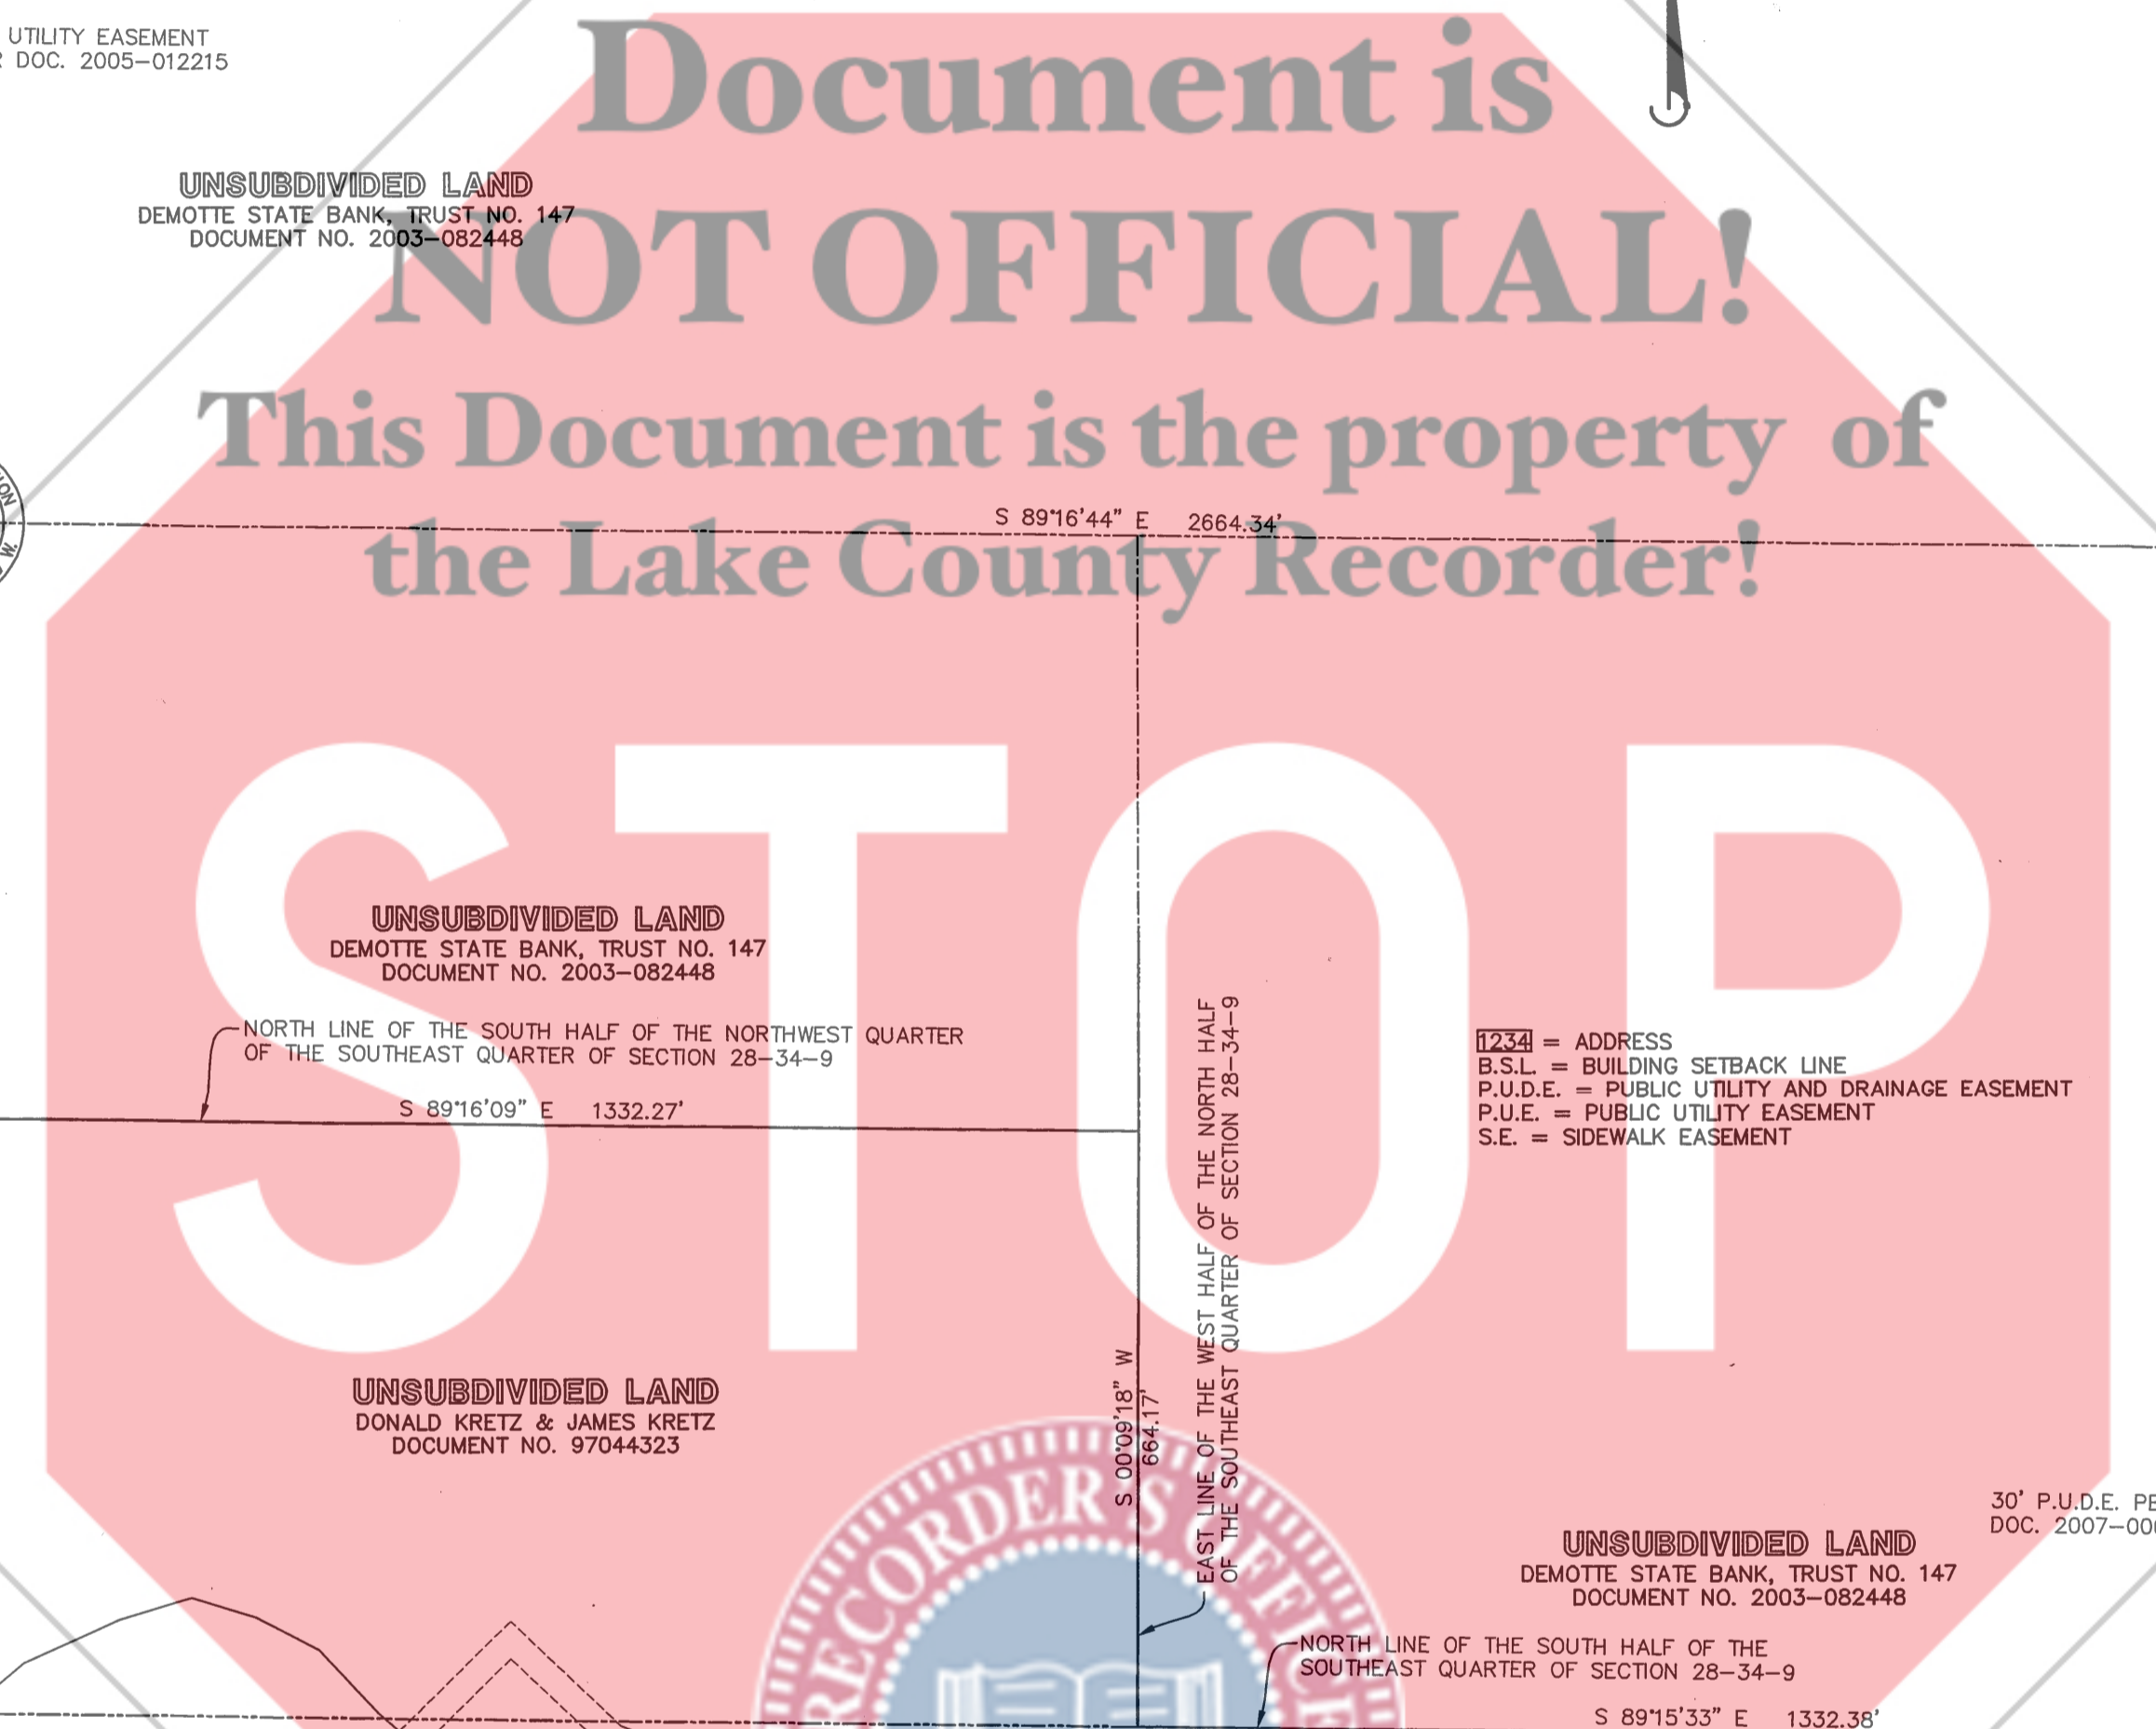 UTILITY EASEMENT
DOC. 2005-012215
Document is
NOT OFFICIAL!
This Document is the property of
the Lake County Recorder!
UNSUBDIVIDED LAND
DEMOTTE STATE BANK, TRUST NO. 147
DOCUMENT NO. 2003-082448
S 89°16'44" E 2664.34'
STOP
UNSUBDIVIDED LAND
DEMOTTE STATE BANK, TRUST NO. 147
DOCUMENT NO. 2003-082448
NORTH LINE OF THE SOUTH HALF OF THE NORTHWEST QUARTER
OF THE SOUTHEAST QUARTER OF SECTION 28-34-9
S 89°16'09" E 1332.27'
1234 = ADDRESS
B.S.L. = BUILDING SETBACK LINE
P.U.D.E. = PUBLIC UTILITY AND DRAINAGE EASEMENT
P.U.E. = PUBLIC UTILITY EASEMENT
S.E. = SIDEWALK EASEMENT
EAST LINE OF THE WEST HALF OF THE NORTH HALF
OF THE SOUTHEAST QUARTER OF SECTION 28-34-9
S 00°09'18" W
664.17'
UNSUBDIVIDED LAND
DONALD KRETZ & JAMES KRETZ
DOCUMENT NO. 97044323
RECORDER'S OFFICE
30' P.U.D.E.
DOC. 2007-00
UNSUBDIVIDED LAND
DEMOTTE STATE BANK, TRUST NO. 147
DOCUMENT NO. 2003-082448
NORTH LINE OF THE SOUTH HALF OF THE
SOUTHEAST QUARTER OF SECTION 28-34-9
S 89°15'33" E 1332.38'